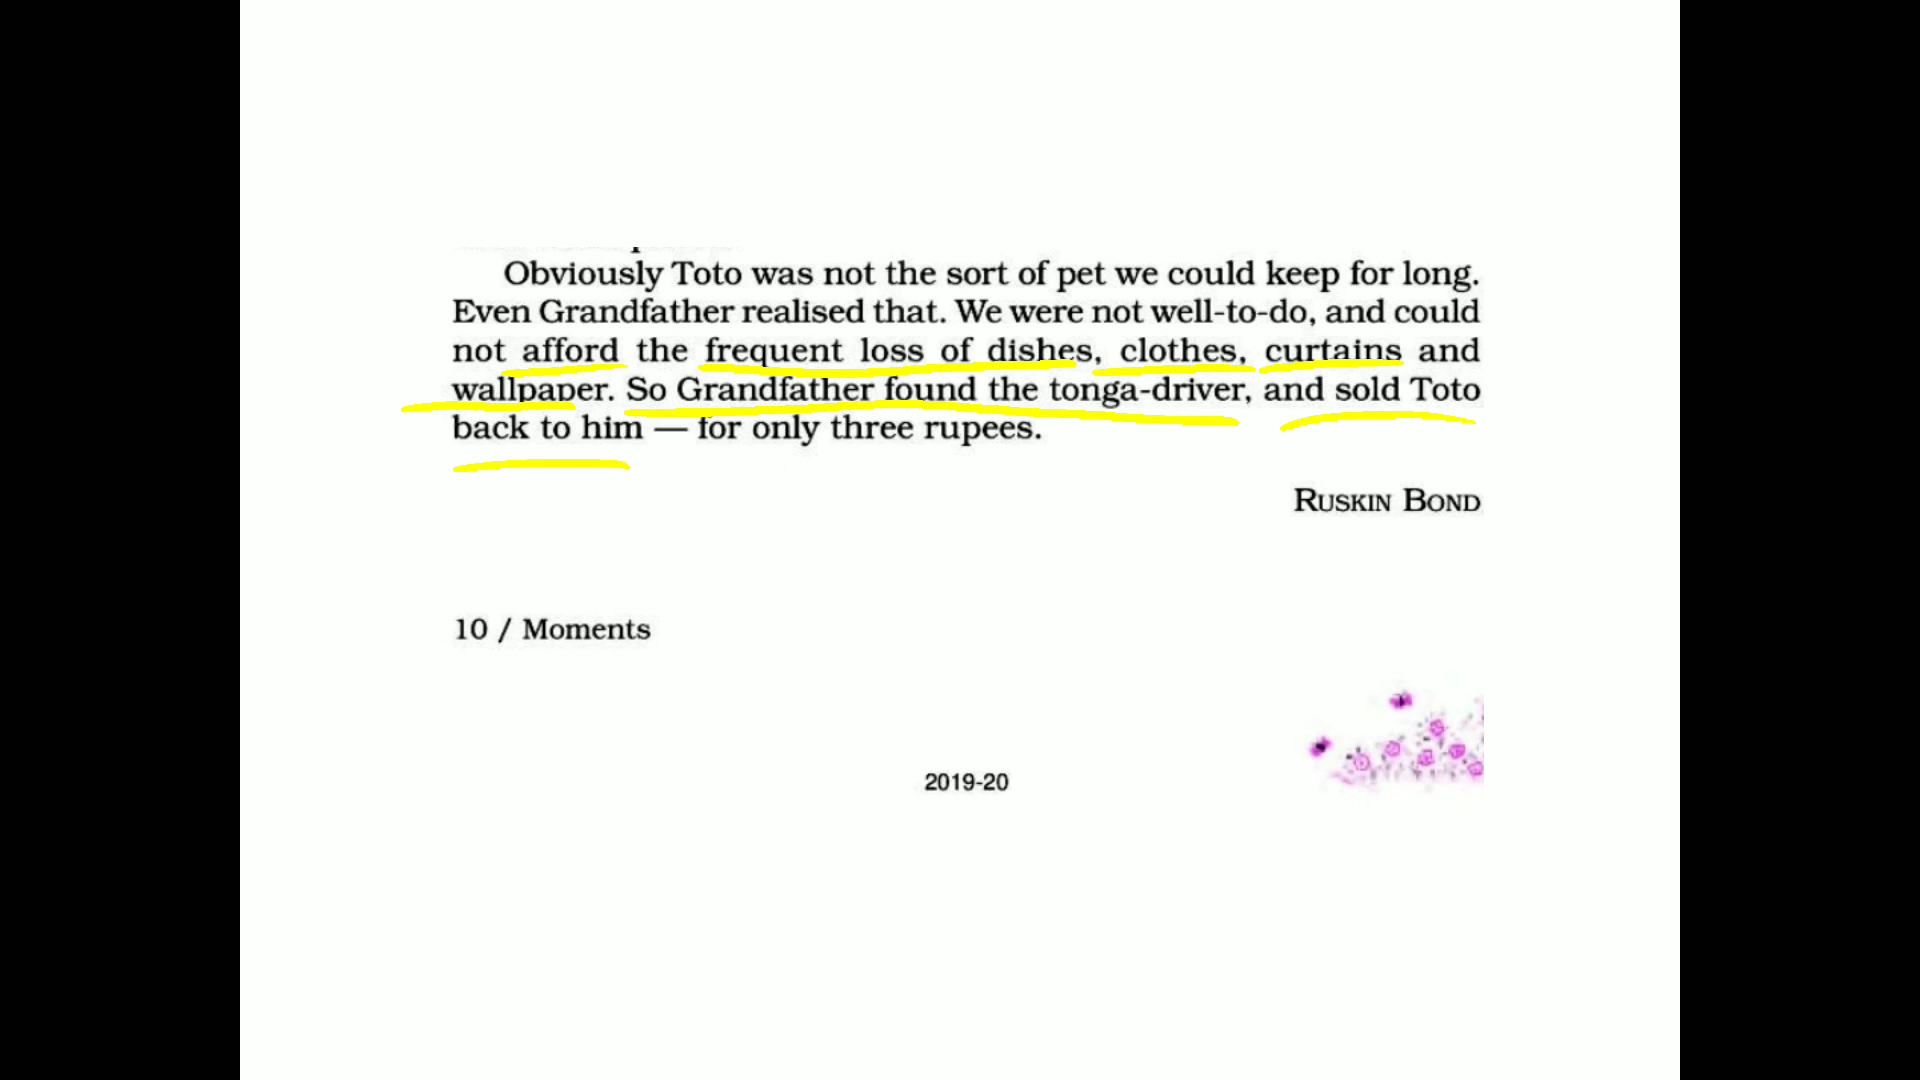 Obviously Toto was not the sort of pet we could keep for long.
Even Grandfather realised that. We were not well-to-do, and could
not afford the frequent loss of dishes, clothes, curtains and
wallpaper. So Grandfather found the tonga-driver, and sold Toto
back to him — for only three rupees.
RUSKIN BOND
10 / Moments
2019-20